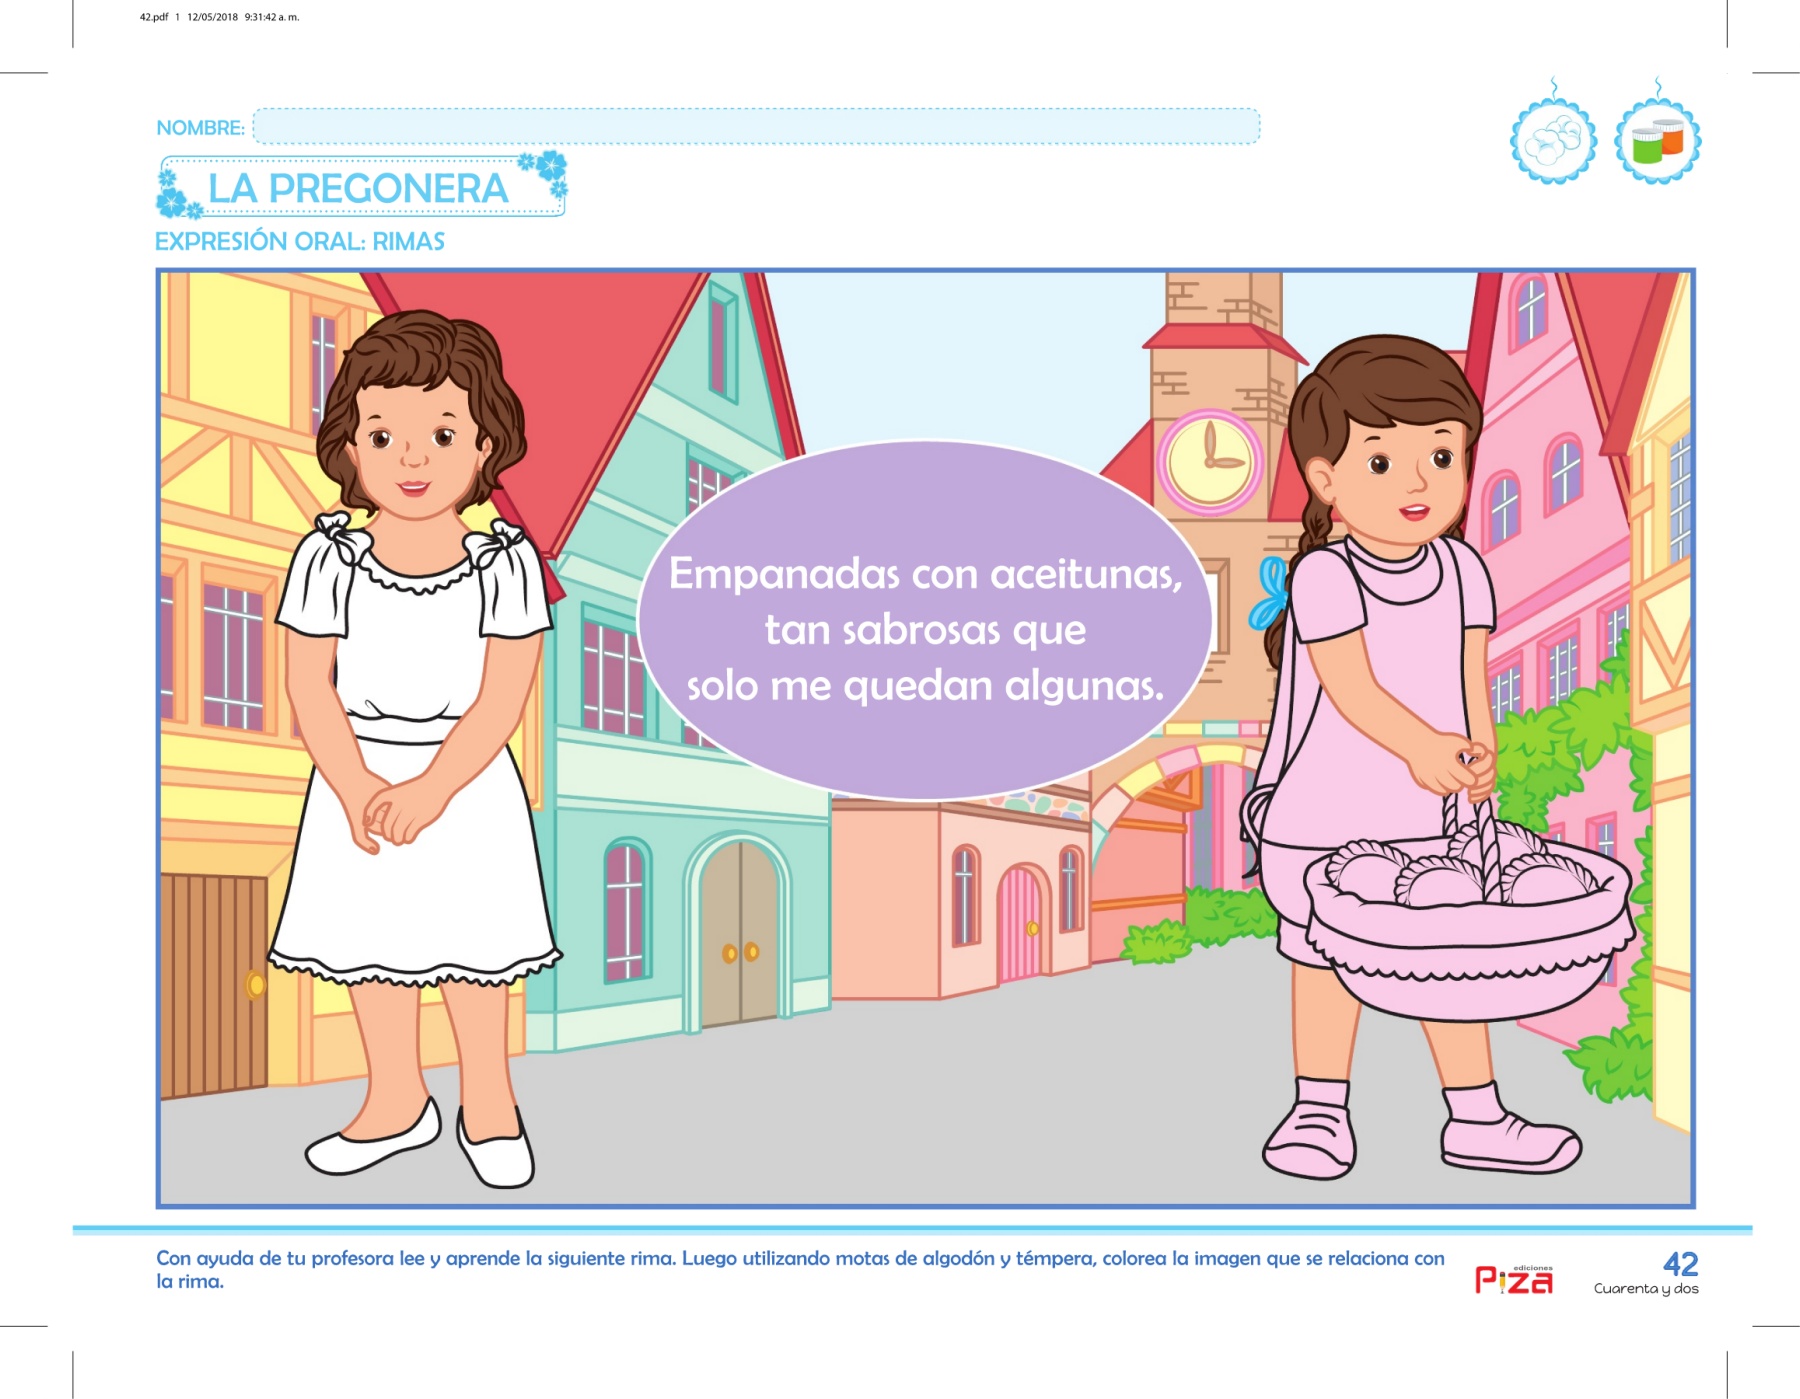 42.pdf 1 12/05/2018 9:31:42 a. m.
NOMBRE:
LA PREGONERA
EXPRESIÓN ORAL: RIMAS
Empanadas con aceitunas,
tan sabrosas que
solo me quedan algunas.
Con ayuda de tu profesora lee y aprende la siguiente rima. Luego utilizando motas de algodón y témpera, colorea la imagen que se relaciona con
la rima.
ediciones
Piza
42
Cuarenta y dos